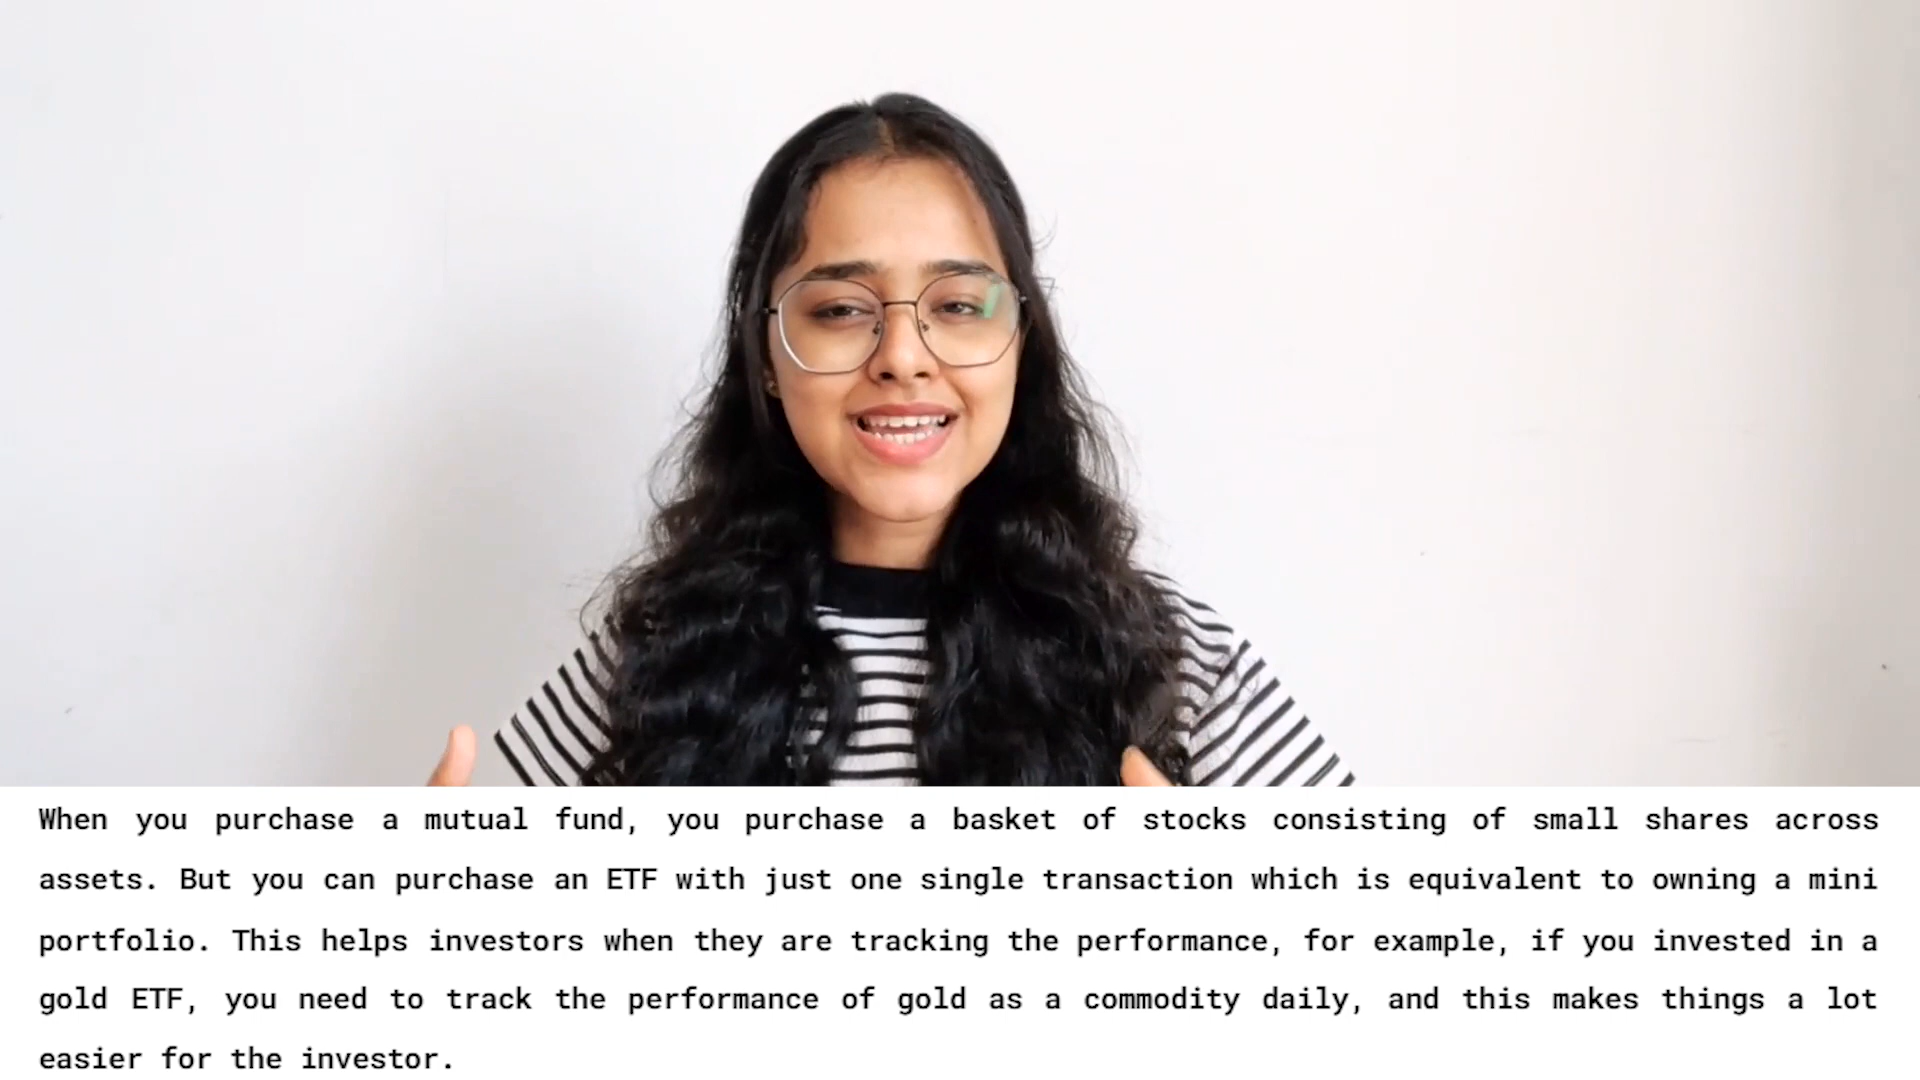 When you purchase a mutual fund, you purchase a basket of stocks consisting of small shares across
assets. But you can purchase an ETF with just one single transaction which is equivalent to owning a mini
portfolio. This helps investors when they are tracking the performance, for example, if you invested in a
gold ETF, you need to track the performance of gold as a commodity daily, and this makes things a lot
easier for the investor.